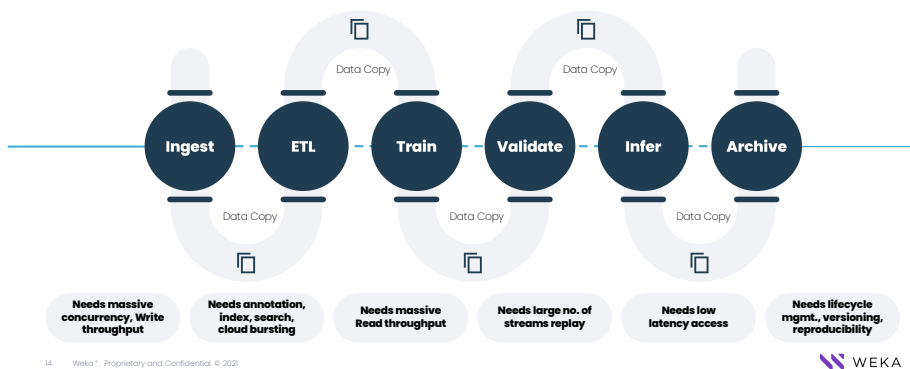 Data Copy
Data Copy
Ingest
ETL
Train
Validate
Infer
Archive
Data Copy
Data Copy
Data Copy
Needs massive
concurrency, Write
throughput
Needs annotation,
index, search,
cloud bursting
Needs massive
Read throughput
Needs large no. of
streams replay
Needs low
latency access
Needs lifecycle
mgmt., versioning,
reproducibility
14
Weka ® Proprietary and Confidential. © 2021
WEKA